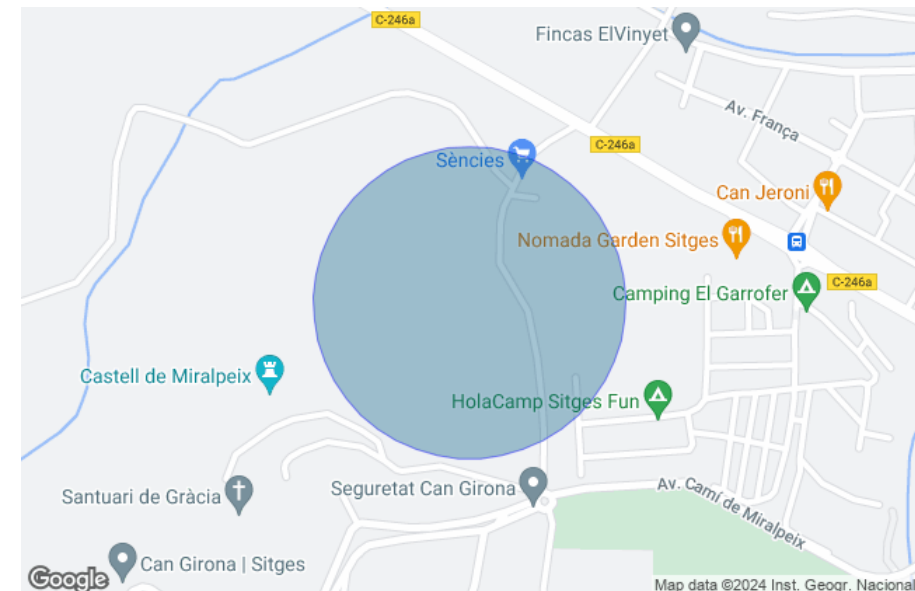 C-246a
Fincas ElVinyet
Av. França
C-246a
Sències
Can Jeroni
Nomada Garden Sitges
C-246a
Camping El Garrofer
Castell de Miralpeix
HolaCamp Sitges Fun
Santuari de Gràcia
Seguretat Can Girona
Av. Camí de Miralpeix
Can Girona | Sitges
Google
Map data ©2024 Inst. Geogr. Nacional